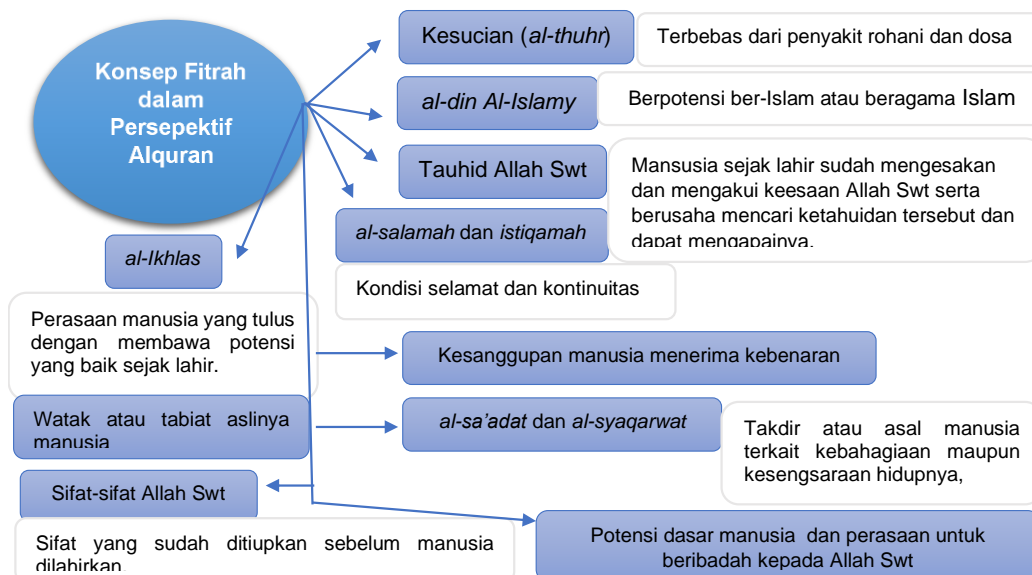 Konsep Fitrah
dalam
Persepektif
Alquran
Kesucian (al-thuhr)
Terbebas dari penyakit rohani dan dosa
al-din Al-Islamy
Berpotensi ber-Islam atau beragama Islam
Tauhid Allah Swt
Mansusia sejak lahir sudah mengesakan
dan mengakui keesaan Allah Swt serta
berusaha mencari ketahuidan tersebut dan
dapat mengapainya.
al-salamah dan istiqamah
Kondisi selamat dan kontinuitas
al-Ikhlas
Perasaan manusia yang tulus
dengan membawa potensi
yang baik sejak lahir.
Kesanggupan manusia menerima kebenaran
Watak atau tabiat aslinya
manusia
al-sa’adat dan al-syaqarwat
Takdir atau asal manusia
terkait kebahagiaan maupun
kesengsaraan hidupnya,
Sifat-sifat Allah Swt
Sifat yang sudah ditiupkan sebelum manusia
dilahirkan
Potensi dasar manusia dan perasaan untuk
beribadah kepada Allah Swt